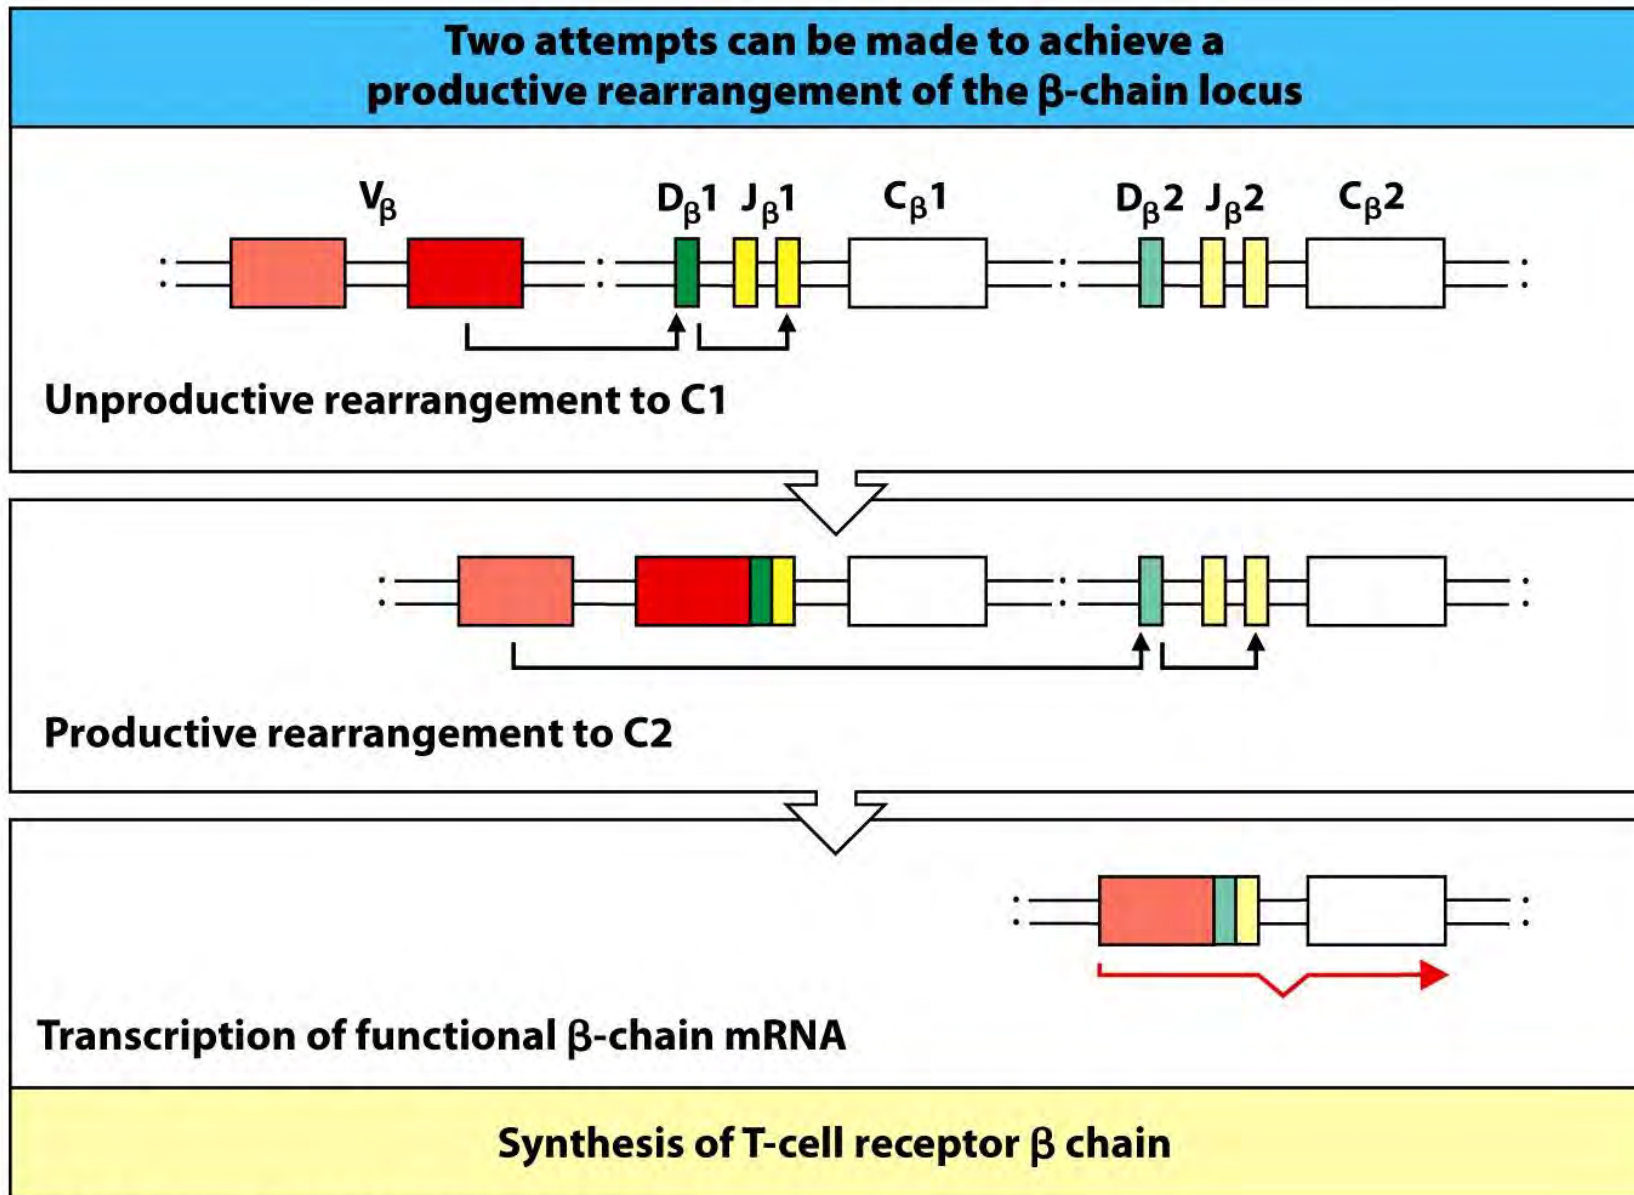 Two attempts can be made to achieve a
productive rearrangement of the β-chain locus
Vβ Dβ1 Jβ1 Cβ1 Dβ2 Jβ2 Cβ2
Unproductive rearrangement to C1
Productive rearrangement to C2
Transcription of functional β-chain mRNA
Synthesis of T-cell receptor β chain